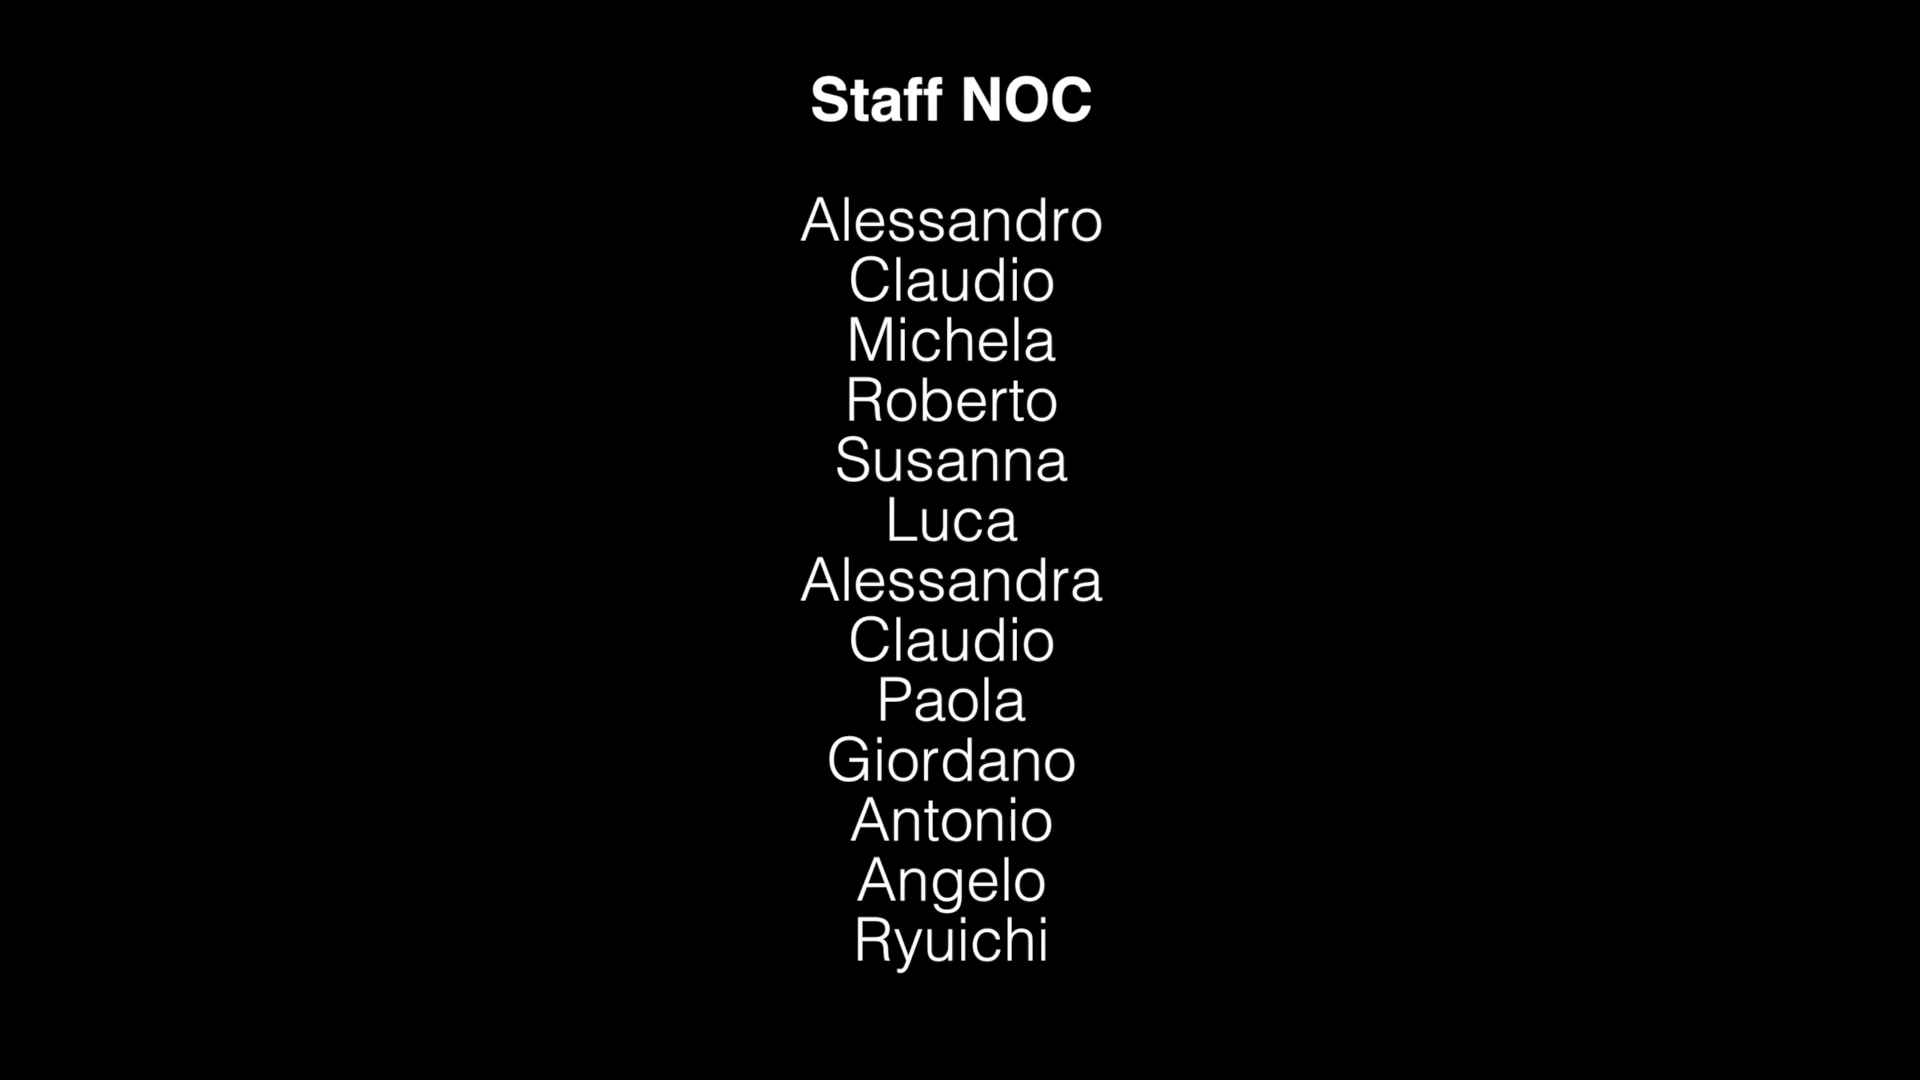 Staff NOC
Alessandro
Claudio
Michela
Roberto
Susanna
Luca
Alessandra
Claudio
Paola
Giordano
Antonio
Angelo
Ryuichi